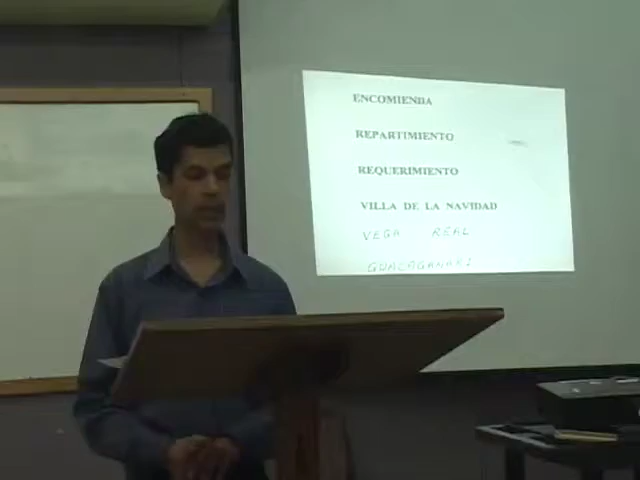 ENCOMIENDA
REPARTIMIENTO
REQUERIMIENTO
VILLA DE LA NAVIDAD
VEGA REAL